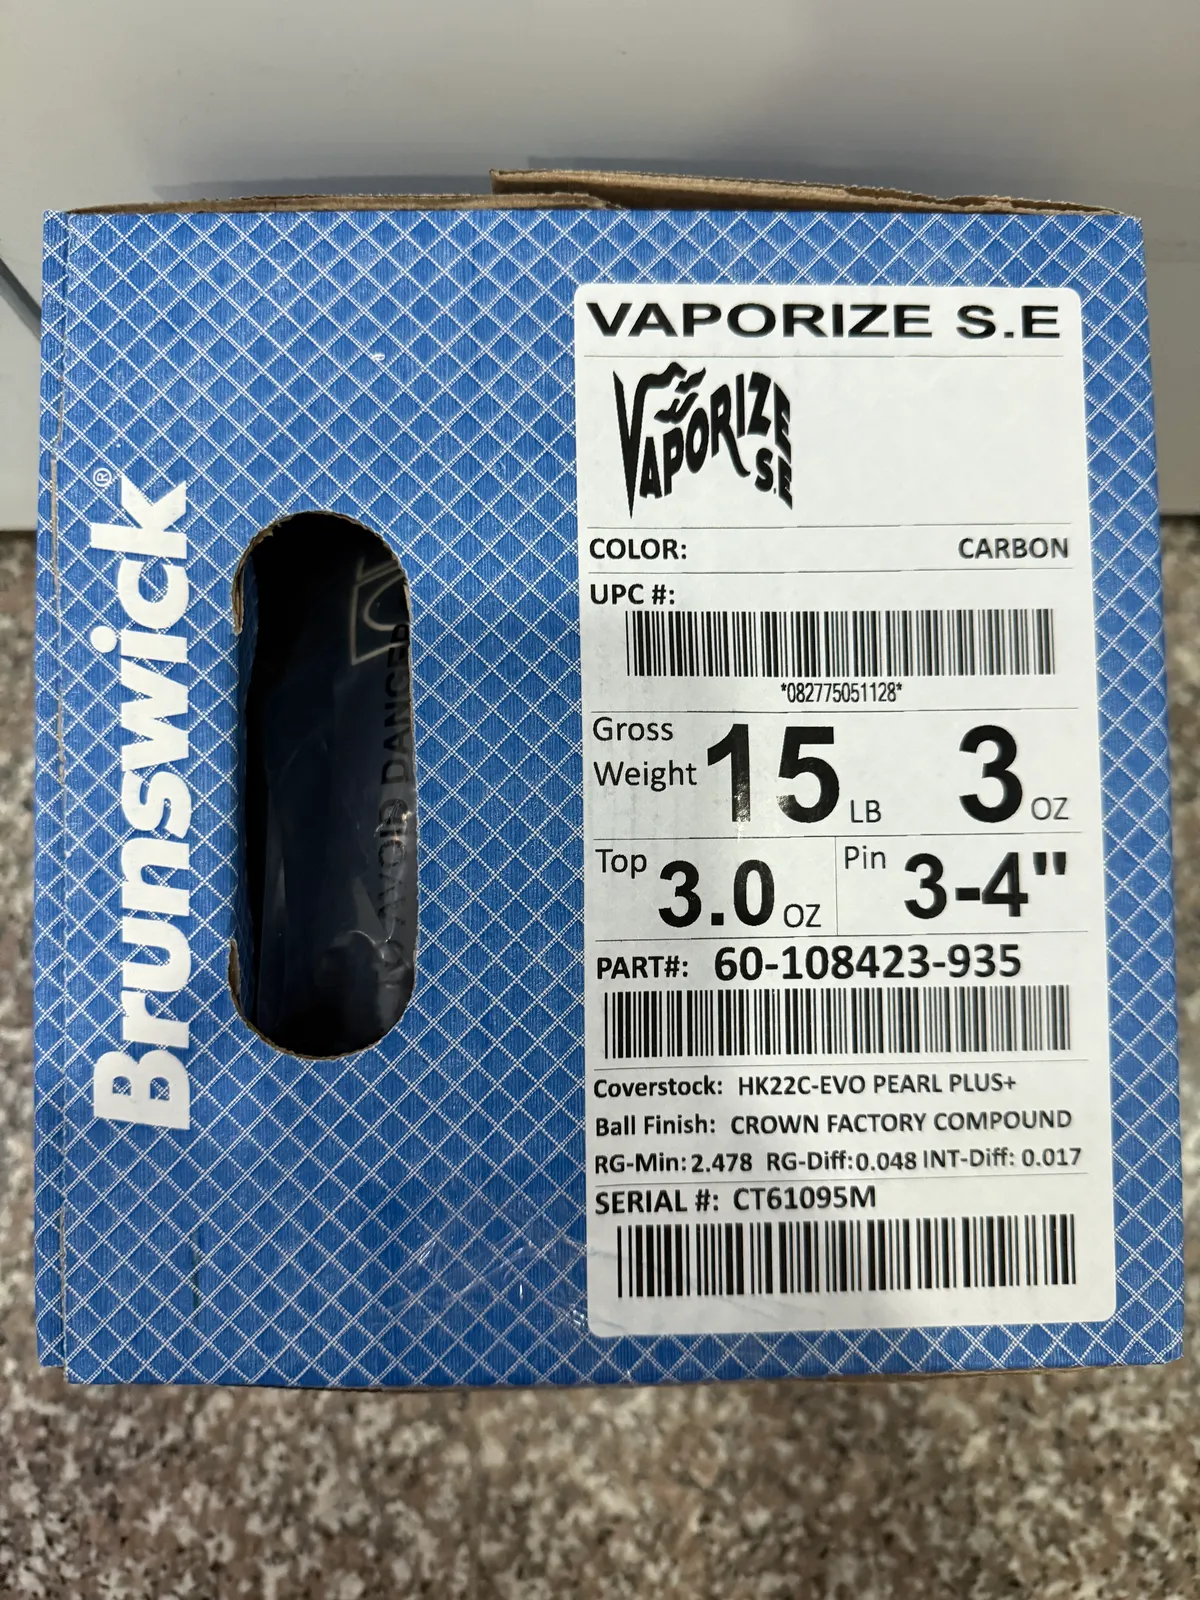 Brunswick®
AVOID DANGER
VAPORIZE S.E
VAPORIZE
S.E
COLOR: CARBON
UPC #:
*082775051128*
Gross
Weight 15 LB 3 OZ
Top 3.0 OZ Pin 3-4"
PART#: 60-108423-935
Coverstock: HK22C-EVO PEARL PLUS+
Ball Finish: CROWN FACTORY COMPOUND
RG-Min: 2.478 RG-Diff:0.048 INT-Diff: 0.017
SERIAL #: CT61095M